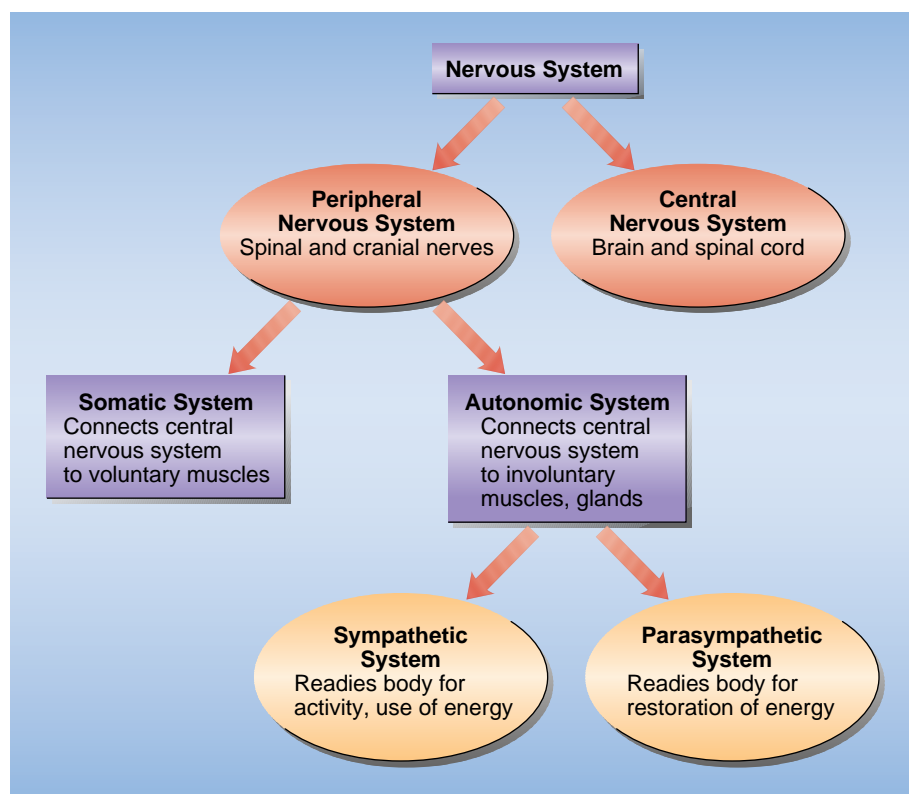 Nervous System
Peripheral
Nervous System
Spinal and cranial nerves
Central
Nervous System
Brain and spinal cord
Somatic System
Connects central
nervous system
to voluntary muscles
Autonomic System
Connects central
nervous system
to involuntary
muscles, glands
Sympathetic
System
Readies body for
activity, use of energy
Parasympathetic
System
Readies body for
restoration of energy